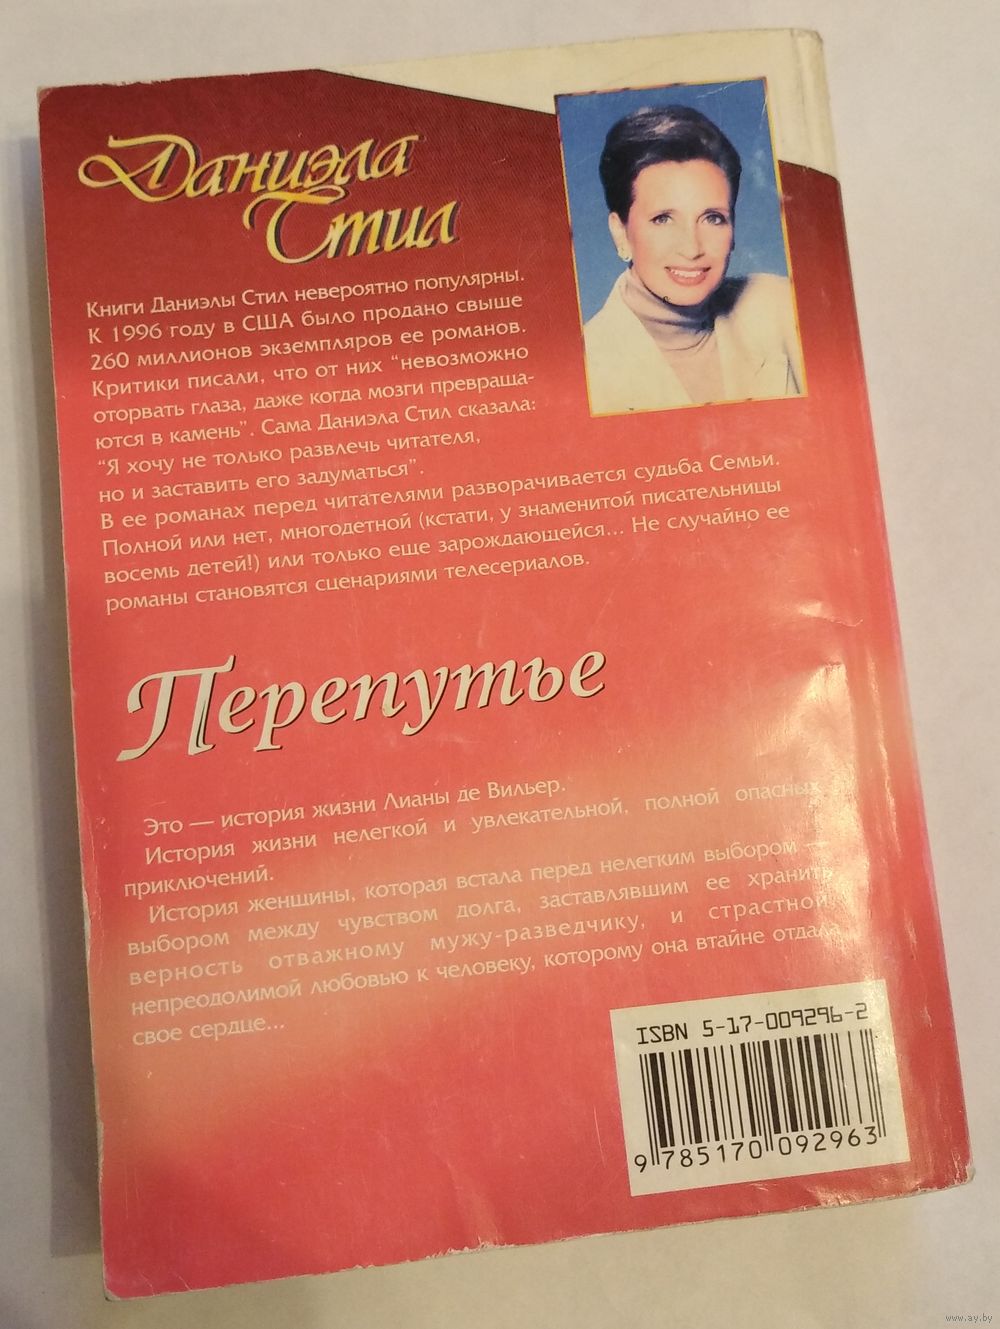 Даниэла
Стил
Книги Даниэлы Стил невероятно популярны.
К 1996 году в США было продано свыше
260 миллионов экземпляров ее романов.
Критики писали, что от них “невозможно
оторвать глаза, даже когда мозги превраща-
ются в камень”. Сама Даниэла Стил сказала:
“Я хочу не только развлечь читателя,
но и заставить его задуматься”.
В ее романах перед читателями разворачивается судьба Семьи.
Полной или нет, многодетной (кстати, у знаменитой писательницы
восемь детей!) или только еще зарождающейся... Не случайно ее
романы становятся сценариями телесериалов.
Перепутье
Это — история жизни Лианы де Вильер.
История жизни нелегкой и увлекательной, полной опасных
приключений.
История женщины, которая встала перед нелегким выбором —
выбором между чувством долга, заставлявшим ее хранить
верность отважному мужу-разведчику, и страстной,
непреодолимой любовью к человеку, которому она втайне отдала
свое сердце...
ISBN 5-17-009296-2
9 785170 092963
www.ay.by